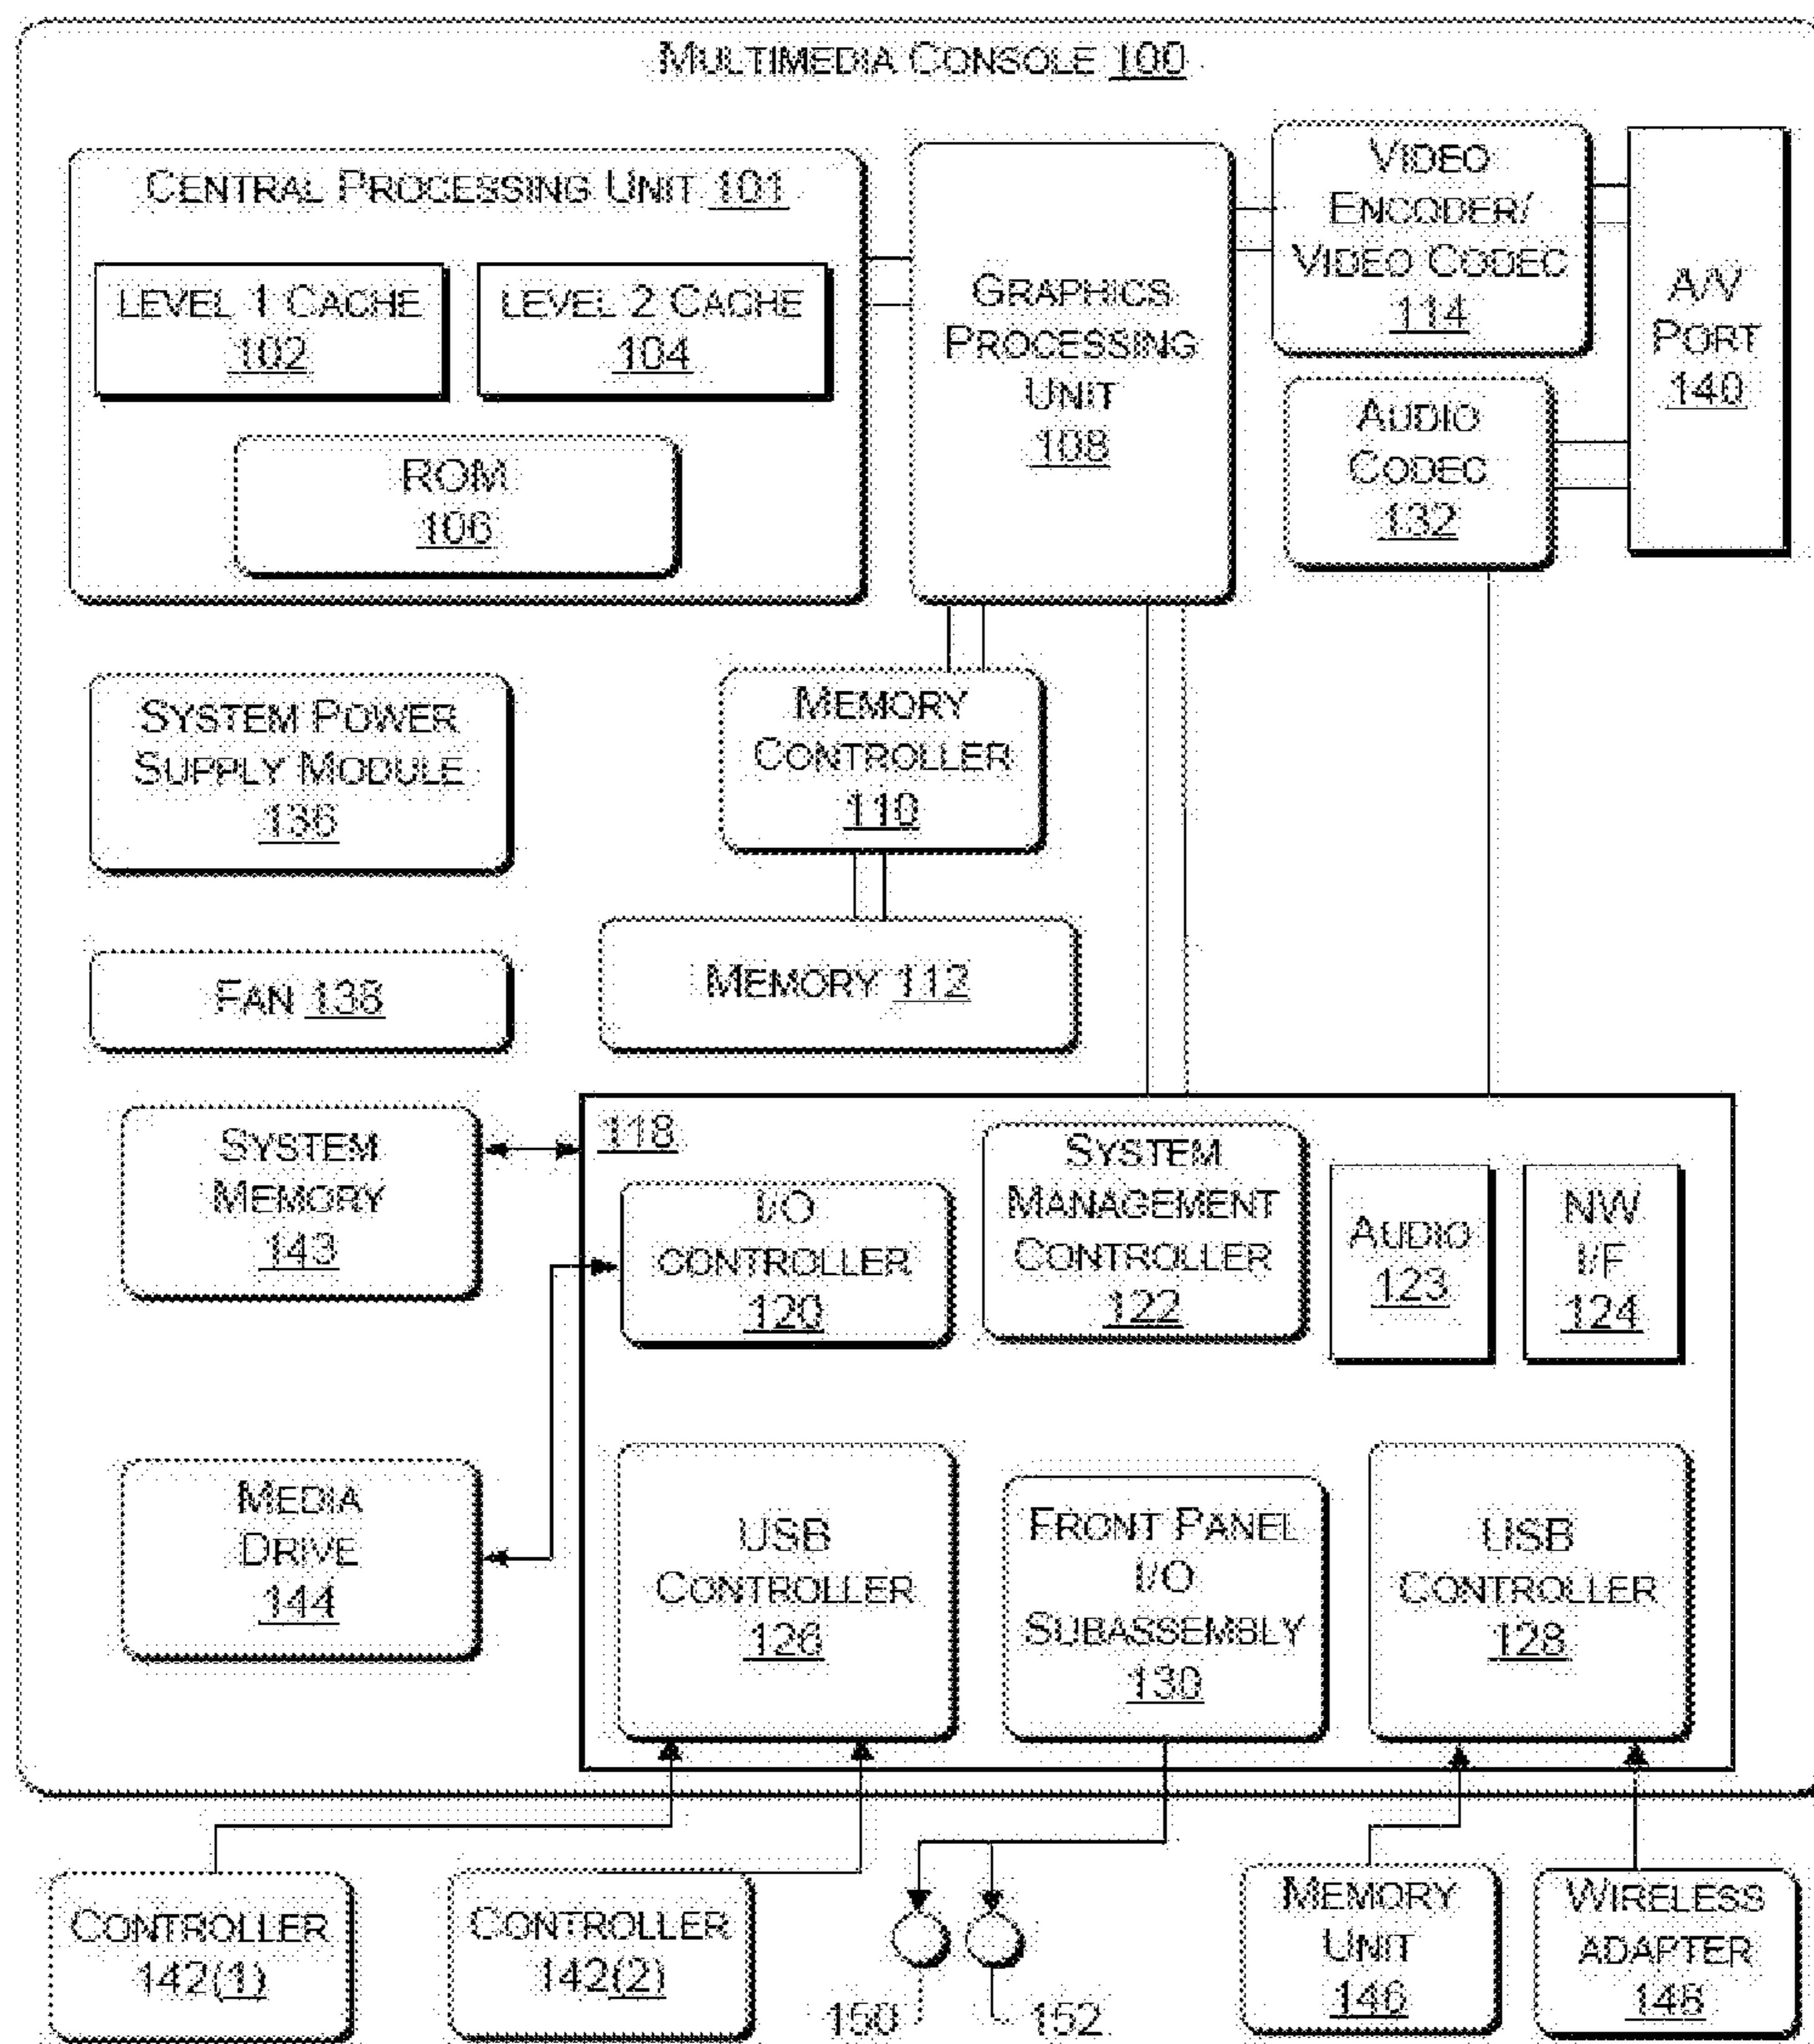 MULTIMEDIA CONSOLE 100
CENTRAL PROCESSING UNIT 101
LEVEL 1 CACHE
102
LEVEL 2 CACHE
104
ROM
106
GRAPHICS
PROCESSING
UNIT
108
VIDEO
ENCODER/
VIDEO CODEC
114
AUDIO
CODEC
132
A/V
PORT
140
SYSTEM POWER
SUPPLY MODULE
136
MEMORY
CONTROLLER
110
FAN 138
MEMORY 112
SYSTEM
MEMORY
143
118
I/O
CONTROLLER
120
SYSTEM
MANAGEMENT
CONTROLLER
122
AUDIO
123
NW
I/F
124
MEDIA
DRIVE
144
USB
CONTROLLER
126
FRONT PANEL
I/O
SUBASSEMBLY
130
USB
CONTROLLER
128
CONTROLLER
142(1)
CONTROLLER
142(2)
150
152
MEMORY
UNIT
146
WIRELESS
ADAPTER
148